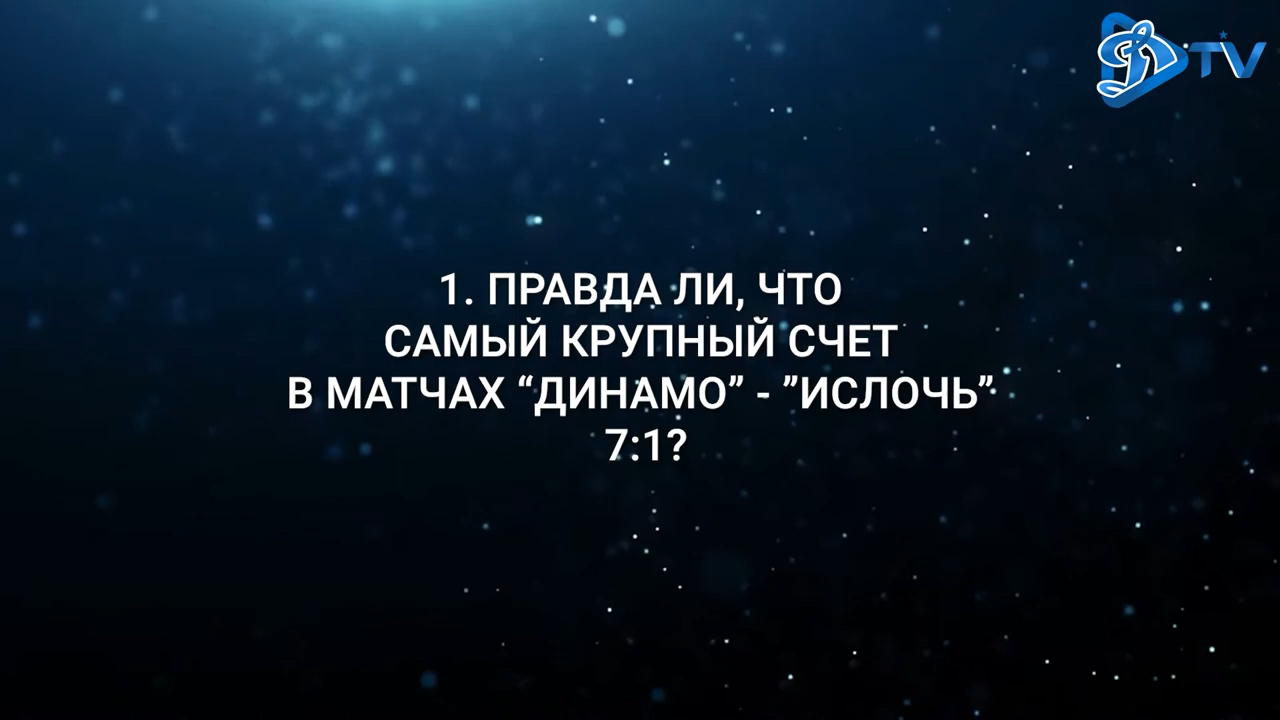 Д TV
1. ПРАВДА ЛИ, ЧТО
САМЫЙ КРУПНЫЙ СЧЕТ
В МАТЧАХ “ДИНАМО” - ”ИСЛОЧЬ”
7:1?